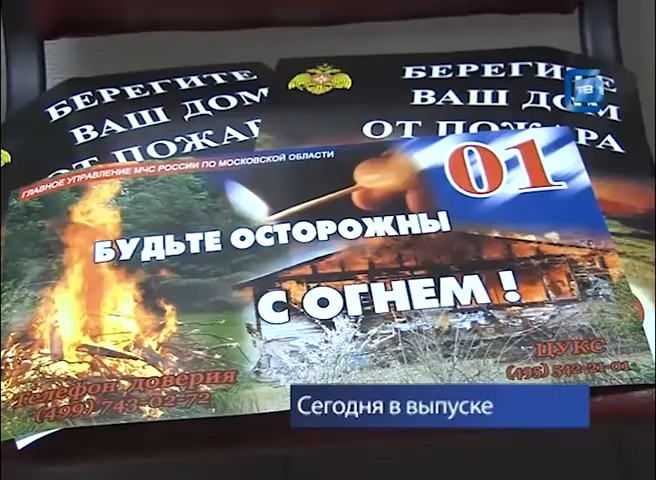 БЕРЕГИТЕ
ВАШ ДОМ
ОТ ПОЖАР
БЕРЕГИТЕ
ВАШ ДОМ
ОТ ПОЖАРА
ТВ
ГЛАВНОЕ УПРАВЛЕНИЕ МЧС РОССИИ ПО МОСКОВСКОЙ ОБЛАСТИ
01
БУДЬТЕ ОСТОРОЖНЫ
С ОГНЕМ !
Телефон доверия
(499) 743-02-72
ЦУКС
(495) 542-21-01
Сегодня в выпуске